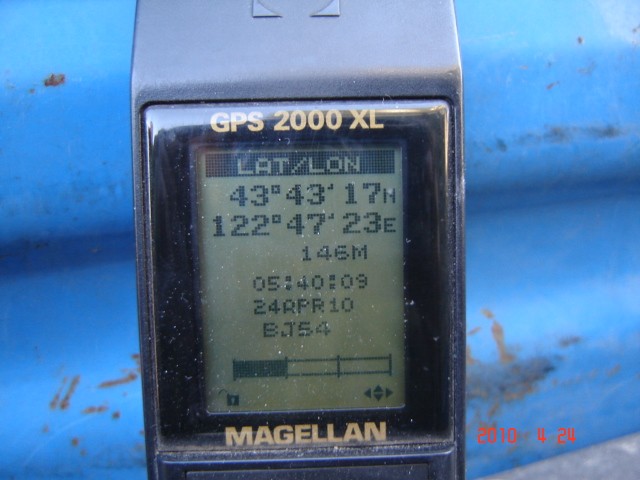 GPS 2000 XL
LAT/LON
43°43'17N
122°47'23E
146M
05:40:09
24APR10
BJ54
MAGELLAN
2010 4 24